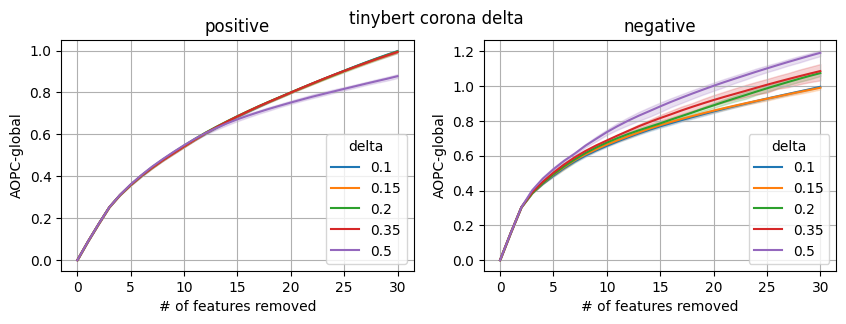 tinybert corona delta
positive
AOPC-global
1.0
0.8
0.6
0.4
0.2
0.0
0 5 10 15 20 25 30
# of features removed
delta
0.1
0.15
0.2
0.35
0.5
negative
AOPC-global
1.2
1.0
0.8
0.6
0.4
0.2
0.0
0 5 10 15 20 25 30
# of features removed
delta
0.1
0.15
0.2
0.35
0.5